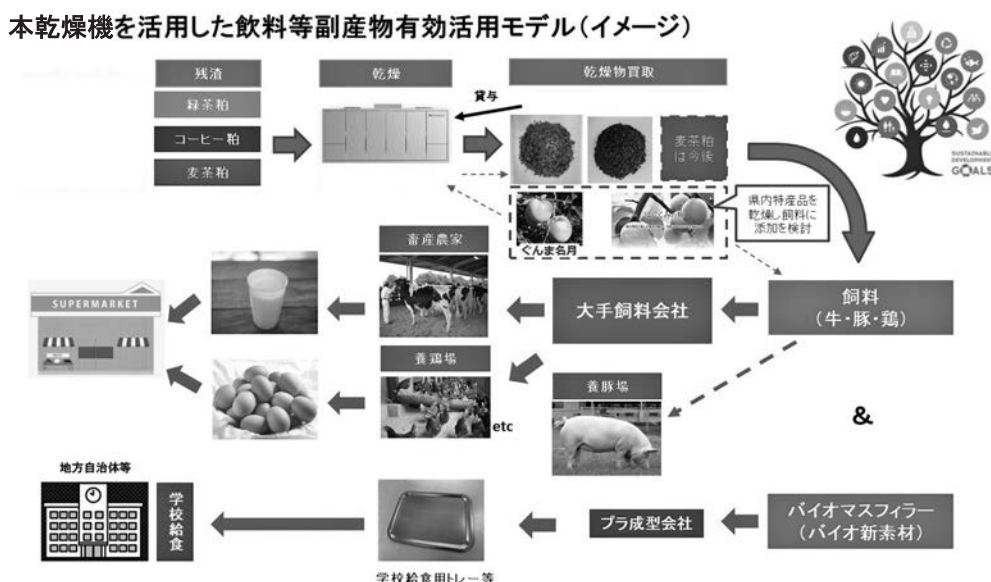 本乾燥機を活用した飲料等副産物有効活用モデル(イメージ)
残渣
緑茶粕
コーヒー粕
麦茶粕
乾燥
貸与
乾燥物買取
麦茶粕
は今後
SUSTAINABLE
DEVELOPMENT
GOALS
県内特産品を
乾燥し飼料に
添加を検討
ぐんま名月
畜産農家
SUPERMARKET
大手飼料会社
飼料
(牛・豚・鶏)
養鶏場
etc
養豚場
&
地方自治体等
学校給食
学校給食用トレー等
プラ成型会社
バイオマスフィラー
(バイオ新素材)